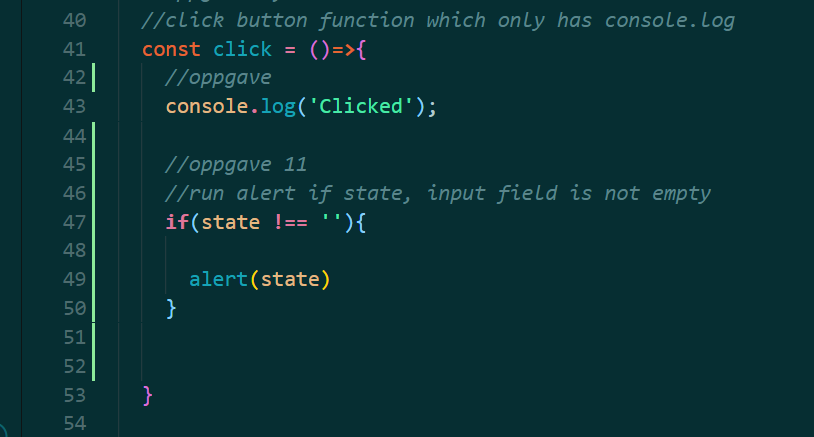 40 //click button function which only has console.log
41 const click = ()=>{
42 //oppgave
43 console.log('Clicked');
44
45 //oppgave 11
46 //run alert if state, input field is not empty
47 if(state !== ''){
48
49 alert(state)
50 }
51
52
53 }
54